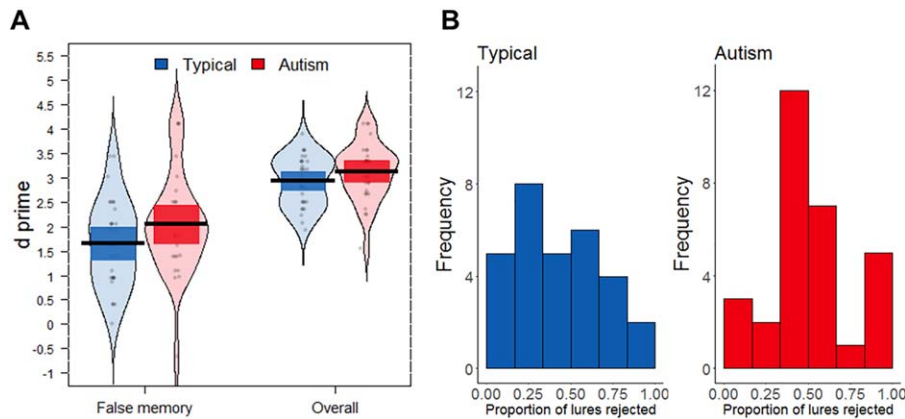 A
d prime
5.5
5
4.5
4
3.5
3
2.5
2
1.5
1
0.5
0
-0.5
-1
Typical Autism
False memory Overall
B
Typical
Frequency
12
8
4
0
0.00 0.25 0.50 0.75 1.00
Proportion of lures rejected
Autism
Frequency
12
8
4
0
0.00 0.25 0.50 0.75 1.00
Proportion of lures rejected